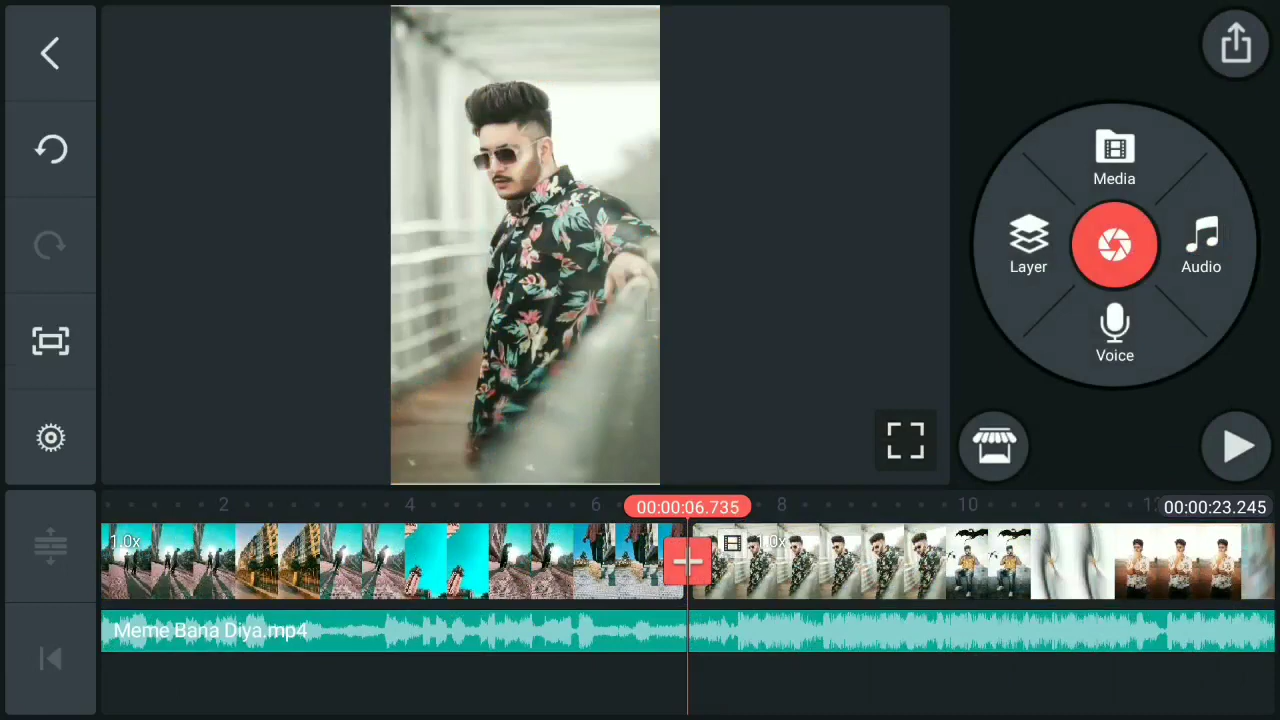 Media
Layer
Audio
Voice
2
4
6
8
10
00:00:06.735
00:00:23.245
1.0x
1.0x
Meme Bana Diya.mp4